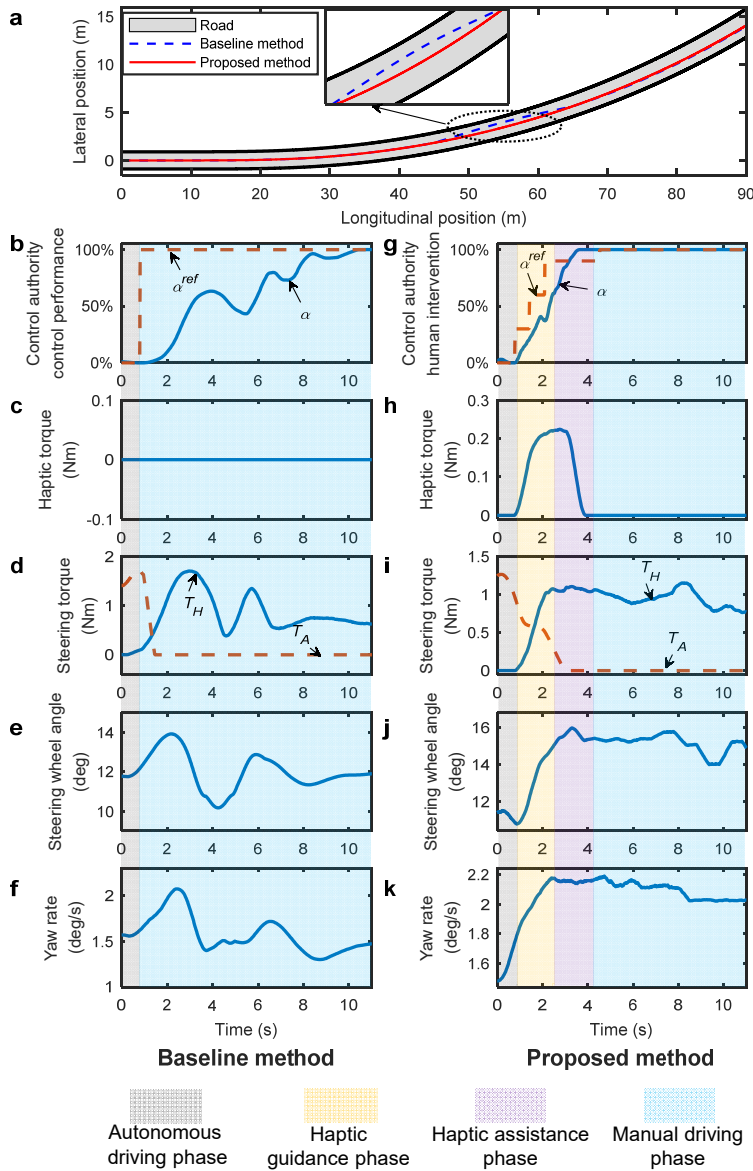 a
Road
Baseline method
Proposed method
Lateral position (m)
15
10
5
0
0 10 20 30 40 50 60 70 80 90
Longitudinal position (m)
b
Control authority
control performance
100%
50%
0%
α^ref
α
0 2 4 6 8 10
g
Control authority
human intervention
100%
50%
0%
α^ref
α
0 2 4 6 8 10
c
Haptic torque
(Nm)
0.1
0
-0.1
0 2 4 6 8 10
h
Haptic torque
(Nm)
0.3
0.2
0.1
0
0 2 4 6 8 10
d
Steering torque
(Nm)
2
1
0
T_H
T_A
0 2 4 6 8 10
i
Steering torque
(Nm)
1.5
1
0.5
0
T_H
T_A
0 2 4 6 8 10
e
Steering wheel angle
(deg)
14
12
10
0 2 4 6 8 10
j
Steering wheel angle
(deg)
16
14
12
0 2 4 6 8 10
f
Yaw rate
(deg/s)
2
1.5
1
0 2 4 6 8 10
Time (s)
k
Yaw rate
(deg/s)
2.2
2
1.8
1.6
0 2 4 6 8 10
Time (s)
Baseline method
Proposed method
Autonomous
driving phase
Haptic
guidance phase
Haptic assistance
phase
Manual driving
phase